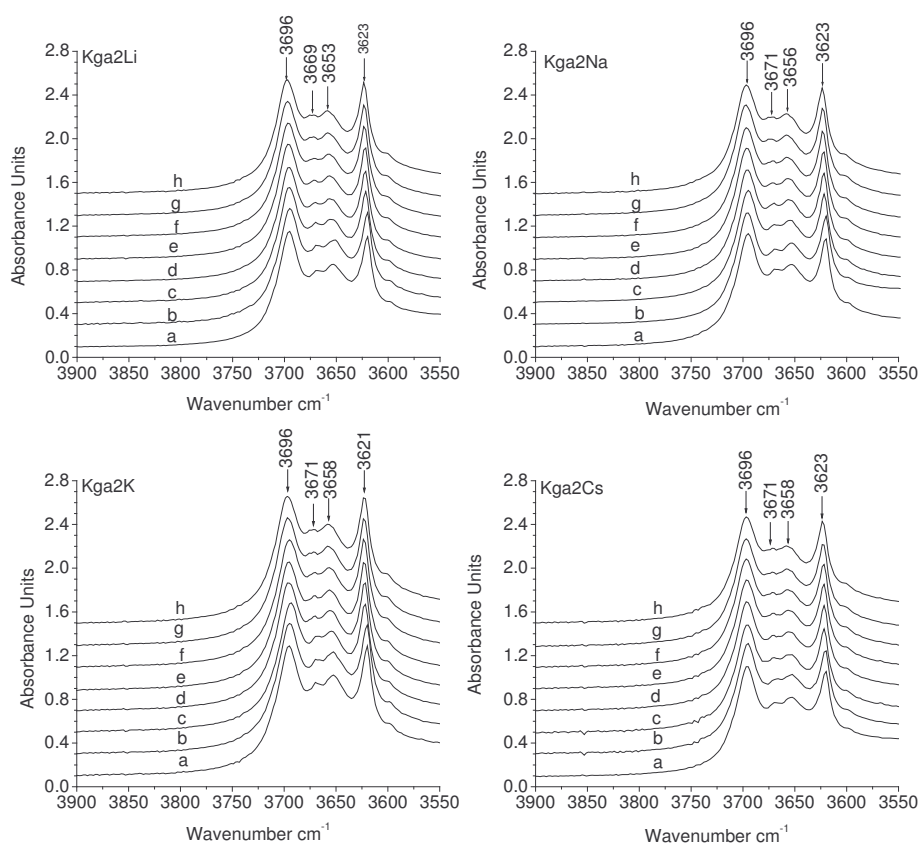 Kga2Li
3696
3669
3653
3623
2.8
2.4
2.0
1.6
1.2
0.8
0.4
0.0
Absorbance Units
h
g
f
e
d
c
b
a
3900 3850 3800 3750 3700 3650 3600 3550
Wavenumber cm⁻¹
Kga2Na
3696
3671
3656
3623
2.8
2.4
2.0
1.6
1.2
0.8
0.4
0.0
Absorbance Units
h
g
f
e
d
c
b
a
3900 3850 3800 3750 3700 3650 3600 3550
Wavenumber cm⁻¹
Kga2K
3696
3671
3658
3621
2.8
2.4
2.0
1.6
1.2
0.8
0.4
0.0
Absorbance Units
h
g
f
e
d
c
b
a
3900 3850 3800 3750 3700 3650 3600 3550
Wavenumber cm⁻¹
Kga2Cs
3696
3671
3658
3623
2.8
2.4
2.0
1.6
1.2
0.8
0.4
0.0
Absorbance Units
h
g
f
e
d
c
b
a
3900 3850 3800 3750 3700 3650 3600 3550
Wavenumber cm⁻¹